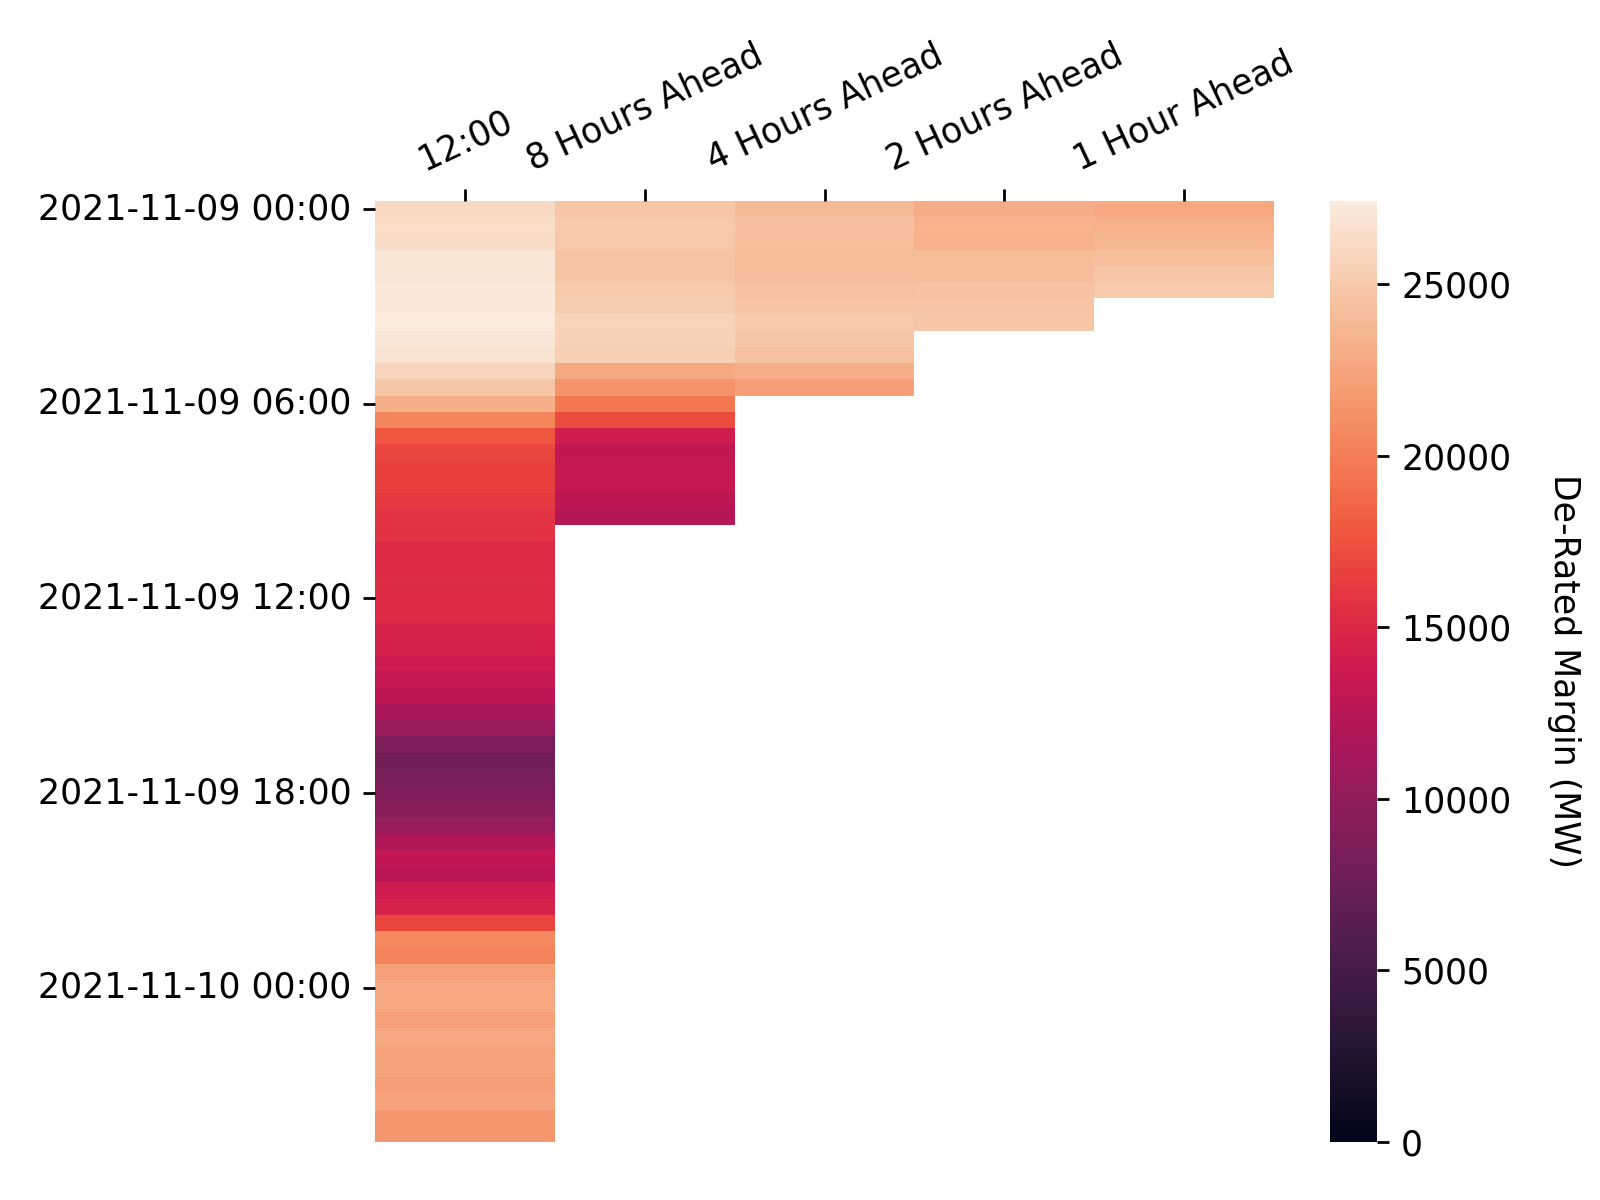 12:00
8 Hours Ahead
4 Hours Ahead
2 Hours Ahead
1 Hour Ahead
2021-11-09 00:00
2021-11-09 06:00
2021-11-09 12:00
2021-11-09 18:00
2021-11-10 00:00
25000
20000
15000
10000
5000
0
De-Rated Margin (MW)